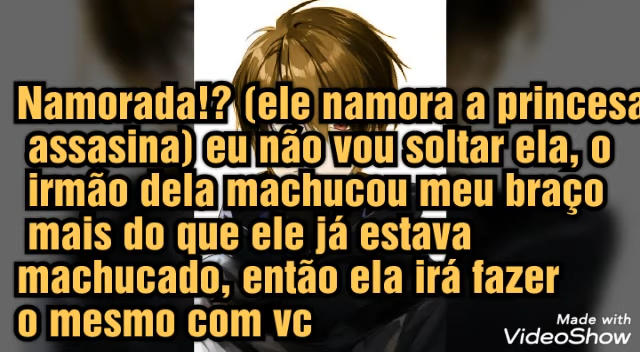 Namorada!? (ele namora a princesa
assasina) eu não vou soltar ela, o
irmão dela machucou meu braço
mais do que ele já estava
machucado, então ela irá fazer
o mesmo com vc
Made with
VideoShow